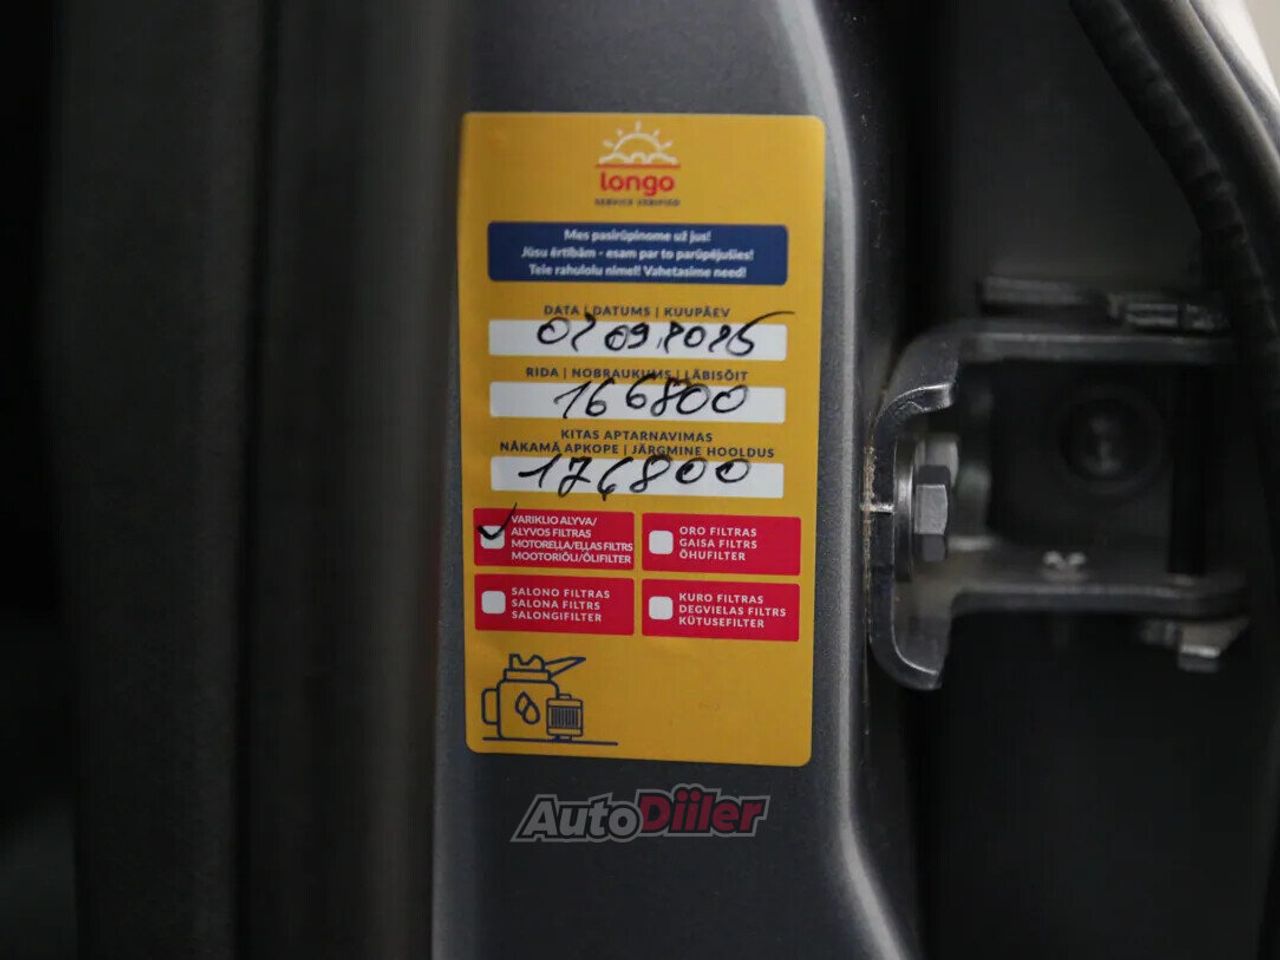 longo
SERVICE VERIFIED
Mes pasirūpinome už jus!
Jūsu ērtībām - esam par to parūpējušies!
Teie rahulolu nimel! Vahetasime need!
DATA | DATUMS | KUUPÄEV
02 09.2025
RIDA | NOBRAUKUMS | LÄBISÕIT
166800
KITAS APTARNAVIMAS
NĀKAMĀ APKOPE | JÄRGMINE HOOLDUS
176800
VARIKLIO ALYVA/
ALYVOS FILTRAS
MOTOREĻĻA/EĻĻAS FILTRS
MOOTORIÕLI/ÕLIFILTER
ORO FILTRAS
GAISA FILTRS
ÕHUFILTER
SALONO FILTRAS
SALONA FILTRS
SALONGIFILTER
KURO FILTRAS
DEGVIELAS FILTRS
KÜTUSEFILTER
AutoDiiler